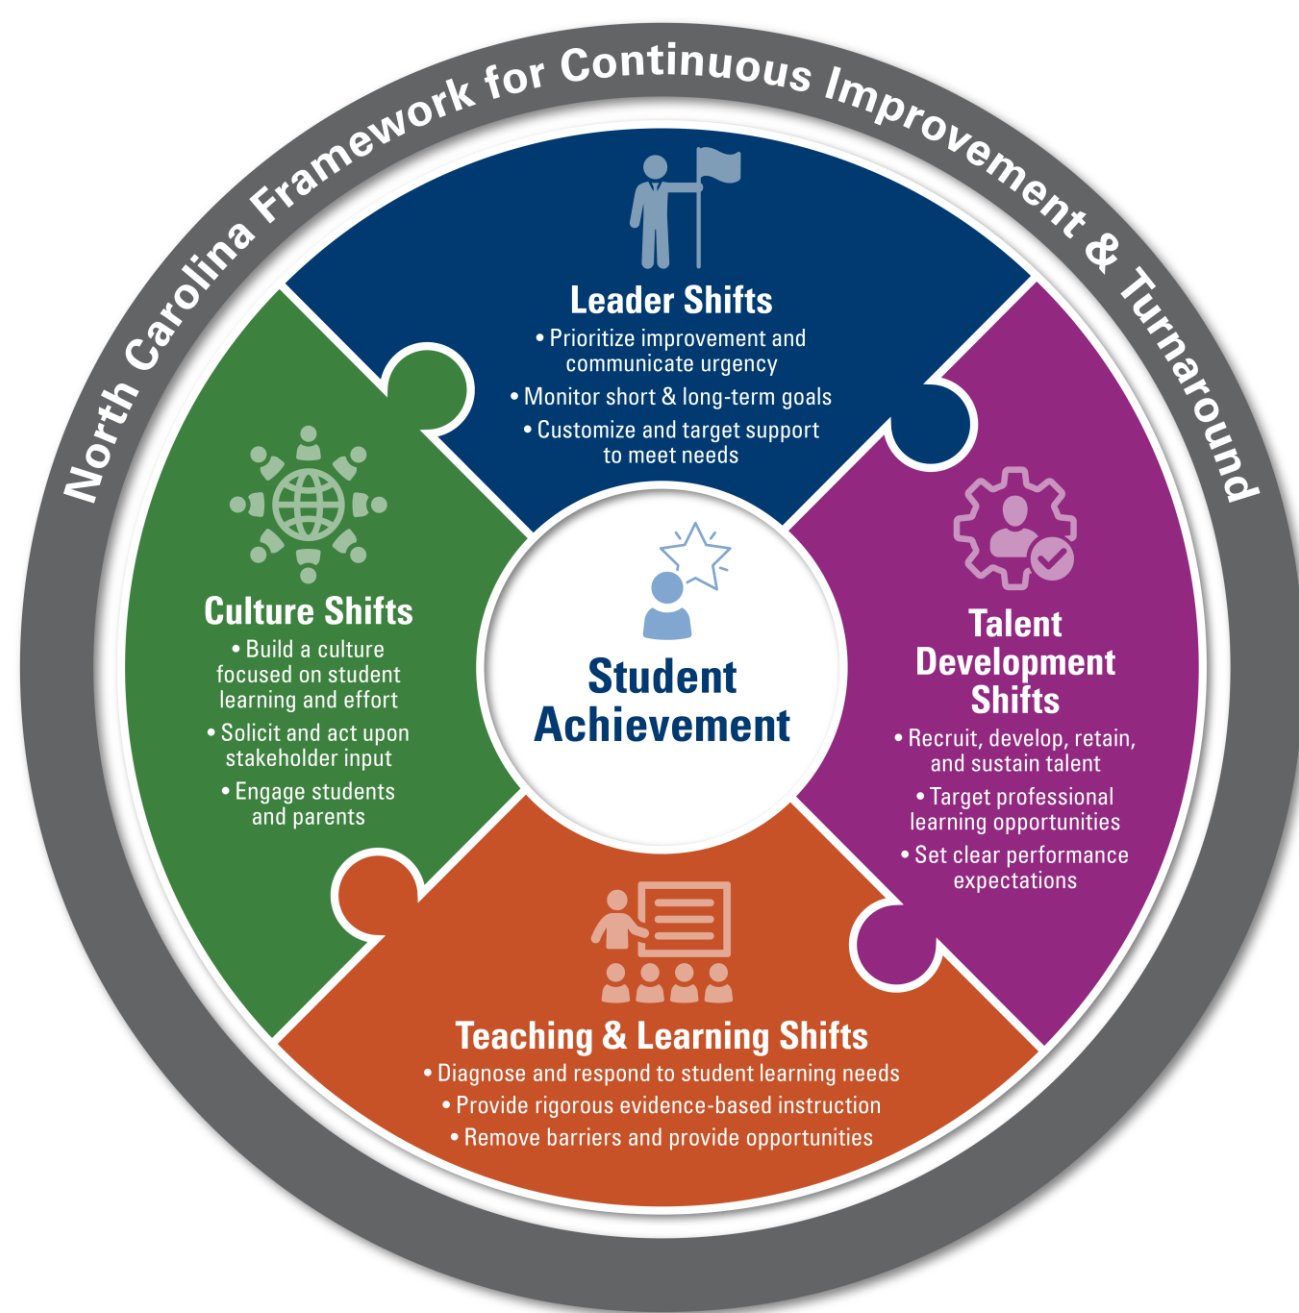 North Carolina Framework for Continuous Improvement & Turnaround
Leader Shifts
• Prioritize improvement and
communicate urgency
• Monitor short & long-term goals
• Customize and target support
to meet needs
Culture Shifts
• Build a culture
focused on student
learning and effort
• Solicit and act upon
stakeholder input
• Engage students
and parents
Student
Achievement
Talent
Development
Shifts
• Recruit, develop, retain,
and sustain talent
• Target professional
learning opportunities
• Set clear performance
expectations
Teaching & Learning Shifts
• Diagnose and respond to student learning needs
• Provide rigorous evidence-based instruction
• Remove barriers and provide opportunities